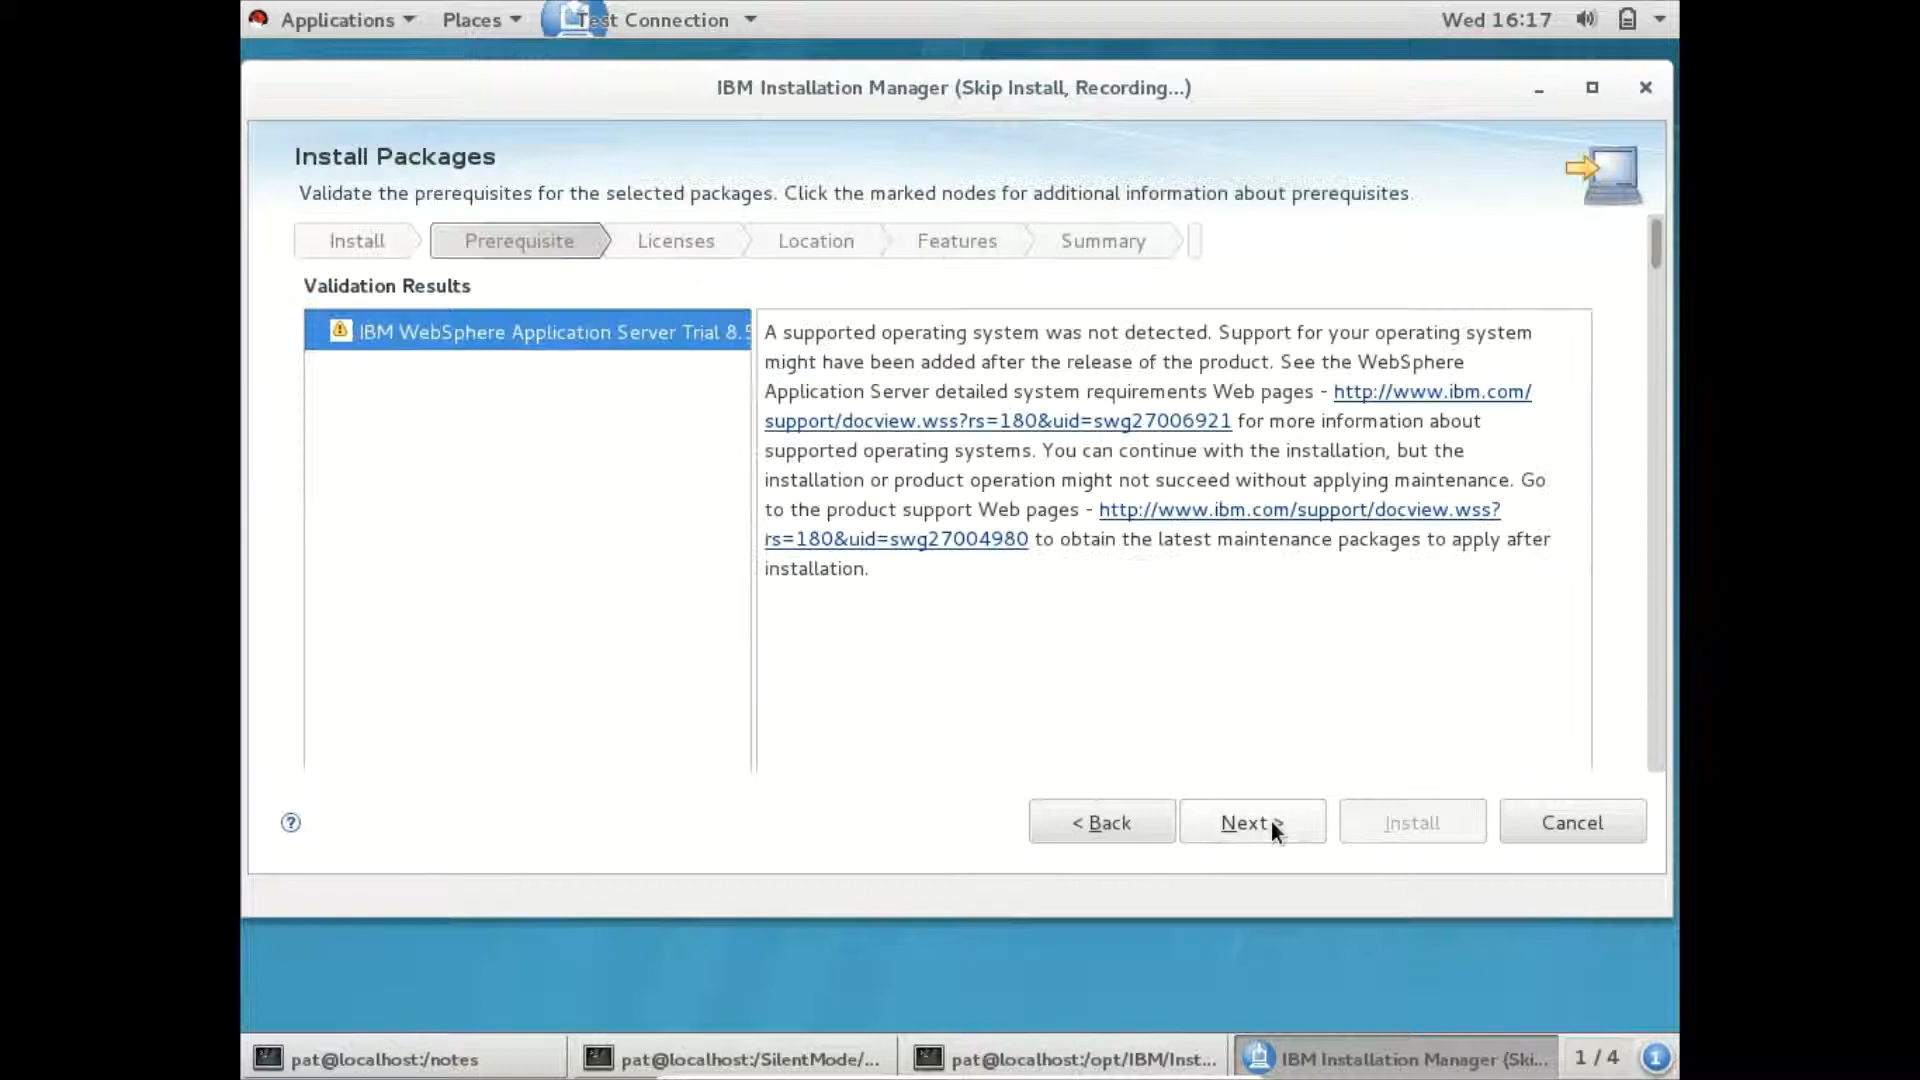 Applications
Places
Test Connection
Wed 16:17
IBM Installation Manager (Skip Install, Recording...)
Install Packages
Validate the prerequisites for the selected packages. Click the marked nodes for additional information about prerequisites.
Install
Prerequisite
Licenses
Location
Features
Summary
Validation Results
IBM WebSphere Application Server Trial 8.5
A supported operating system was not detected. Support for your operating system
might have been added after the release of the product. See the WebSphere
Application Server detailed system requirements Web pages - http://www.ibm.com/
support/docview.wss?rs=180&uid=swg27006921 for more information about
supported operating systems. You can continue with the installation, but the
installation or product operation might not succeed without applying maintenance. Go
to the product support Web pages - http://www.ibm.com/support/docview.wss?
rs=180&uid=swg27004980 to obtain the latest maintenance packages to apply after
installation.
?
< Back
Next >
Install
Cancel
pat@localhost:/notes
pat@localhost:/SilentMode/...
pat@localhost:/opt/IBM/Inst...
IBM Installation Manager (Ski...
1 / 4
1